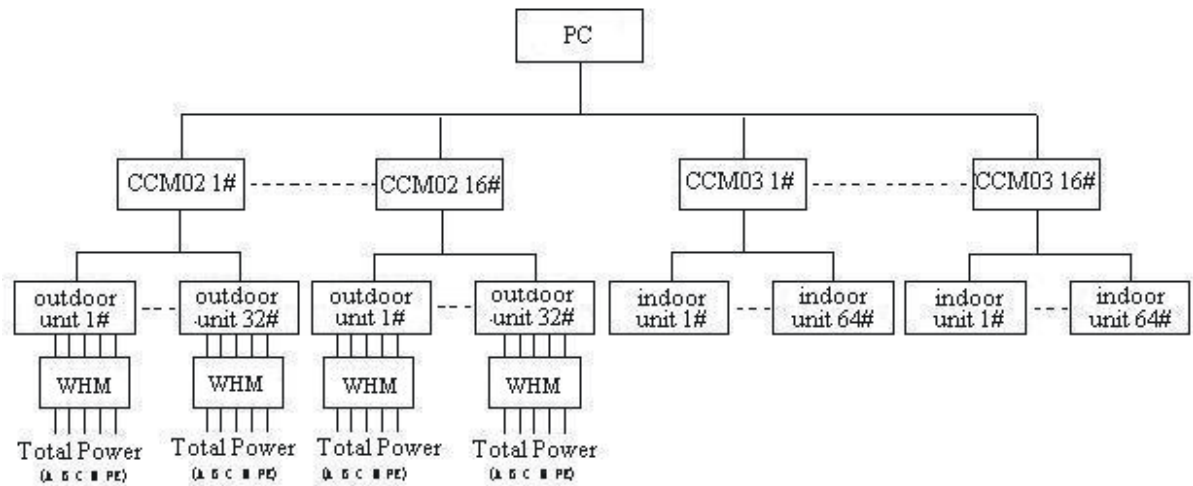 PC
CCM02 1#
CCM02 16#
CCM03 1#
CCM03 16#
outdoor
unit 1#
outdoor
unit 32#
outdoor
unit 1#
outdoor
unit 32#
indoor
unit 1#
indoor
unit 64#
indoor
unit 1#
indoor
unit 64#
WHM
WHM
WHM
WHM
Total Power
Total Power
Total Power
Total Power